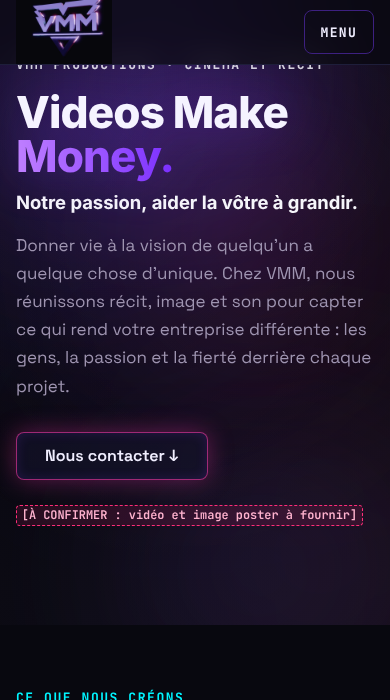 VMM
MENU
VMM PRODUCTIONS · CINÉMA ET RÉCIT
Videos Make
Money.
Notre passion, aider la vôtre à grandir.
Donner vie à la vision de quelqu'un a
quelque chose d'unique. Chez VMM, nous
réunissons récit, image et son pour capter
ce qui rend votre entreprise différente : les
gens, la passion et la fierté derrière chaque
projet.
Nous contacter ↓
[À CONFIRMER : vidéo et image poster à fournir]
CE QUE NOUS CRÉONS